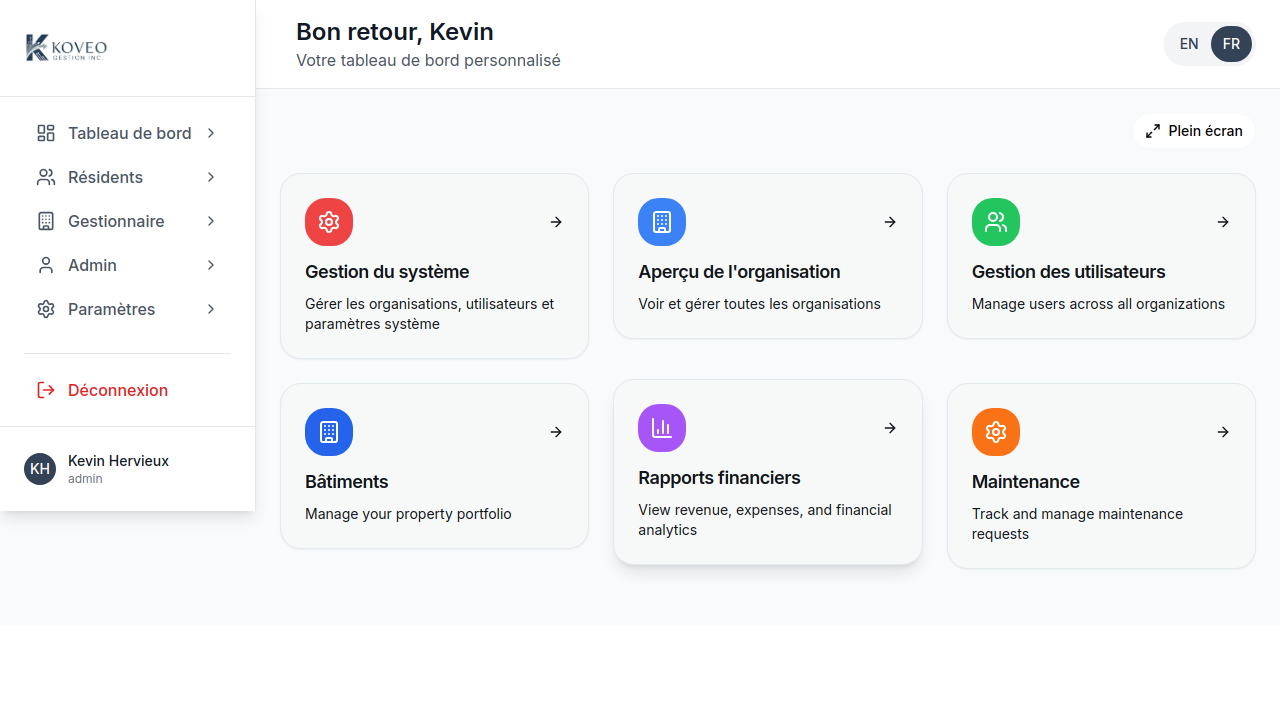 KOVEO
GESTION INC.
Tableau de bord
Résidents
Gestionnaire
Admin
Paramètres
Déconnexion
KH
Kevin Hervieux
admin
Bon retour, Kevin
Votre tableau de bord personnalisé
EN
FR
Plein écran
Gestion du système
Gérer les organisations, utilisateurs et
paramètres système
Aperçu de l'organisation
Voir et gérer toutes les organisations
Gestion des utilisateurs
Manage users across all organizations
Bâtiments
Manage your property portfolio
Rapports financiers
View revenue, expenses, and financial
analytics
Maintenance
Track and manage maintenance
requests